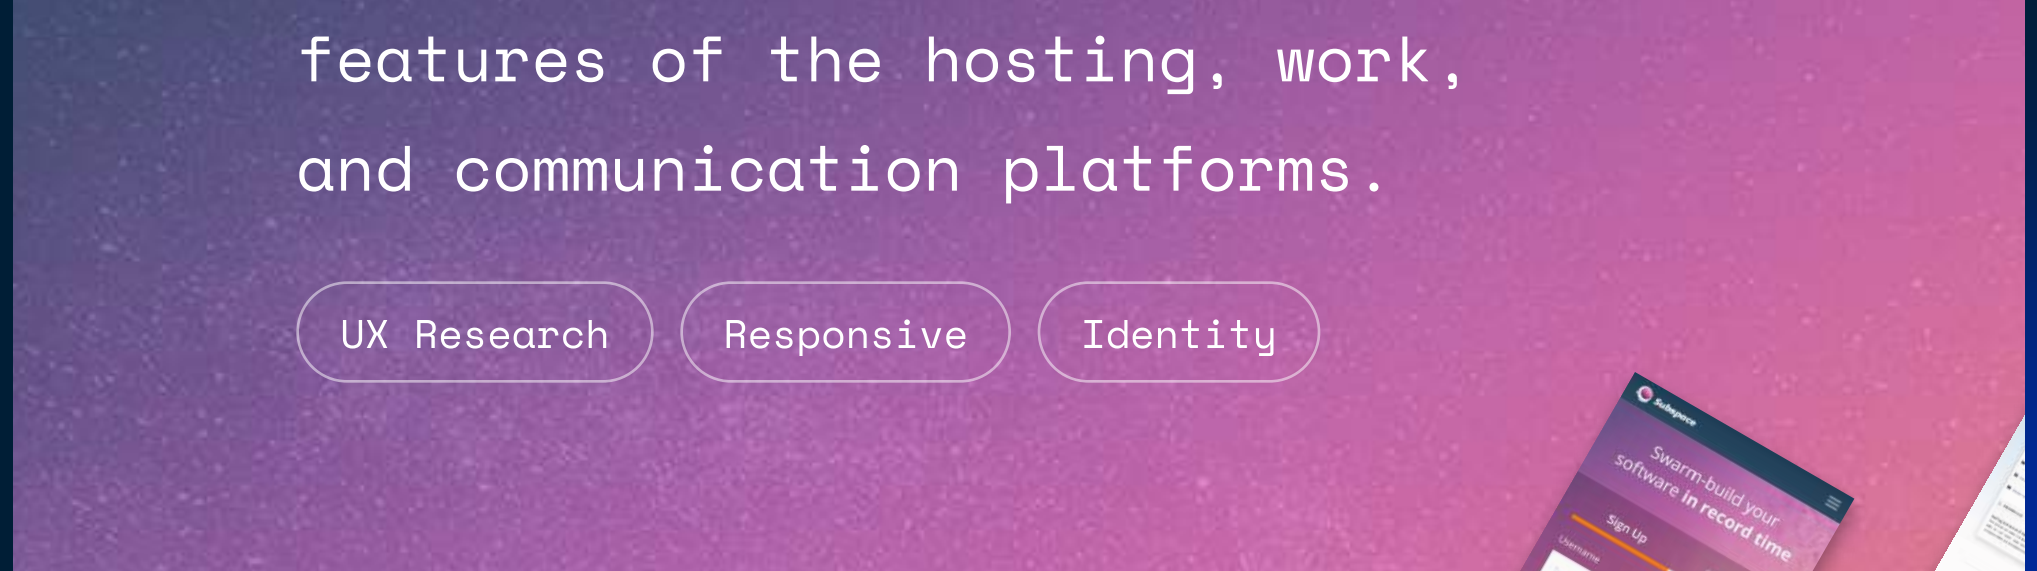 features of the hosting, work,
and communication platforms.
UX Research
Responsive
Identity
Subspace
Swarm-build your
software in record time
Sign Up
Username